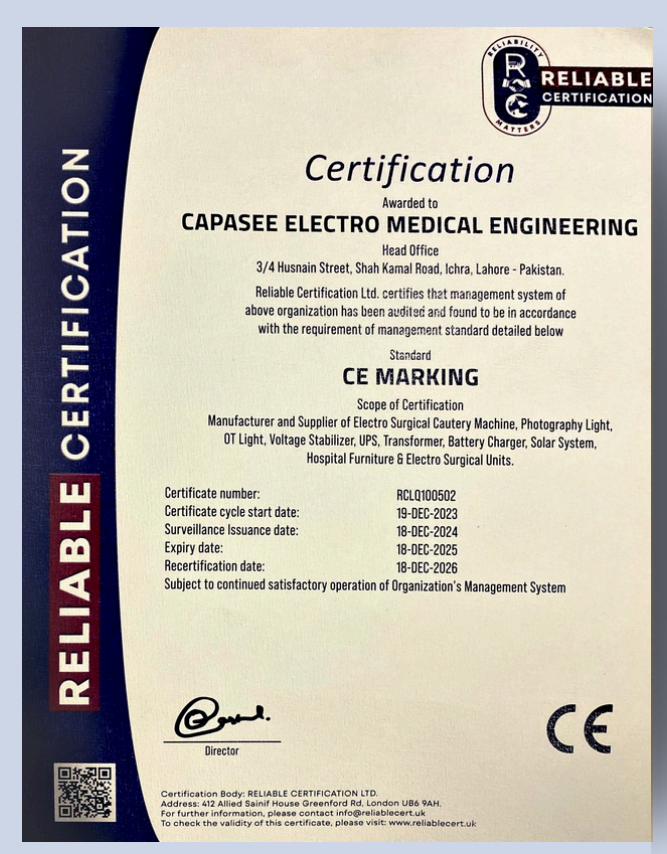 RELIABILITY
R
C
MATTERS
RELIABLE
CERTIFICATION
RELIABLE CERTIFICATION
Certification
Awarded to
CAPASEE ELECTRO MEDICAL ENGINEERING
Head Office
3/4 Husnain Street, Shah Kamal Road, Ichra, Lahore - Pakistan.
Reliable Certification Ltd. certifies that management system of
above organization has been audited and found to be in accordance
with the requirement of management standard detailed below
Standard
CE MARKING
Scope of Certification
Manufacturer and Supplier of Electro Surgical Cautery Machine, Photography Light,
OT Light, Voltage Stabilizer, UPS, Transformer, Battery Charger, Solar System,
Hospital Furniture & Electro Surgical Units.
Certificate number: RCLQ100502
Certificate cycle start date: 19-DEC-2023
Surveillance Issuance date: 18-DEC-2024
Expiry date: 18-DEC-2025
Recertification date: 18-DEC-2026
Subject to continued satisfactory operation of Organization's Management System
Director
CE
Certification Body: RELIABLE CERTIFICATION LTD.
Address: 412 Allied Sainif House Greenford Rd, London UB6 9AH.
For further information, please contact info@reliablecert.uk
To check the validity of this certificate, please visit: www.reliablecert.uk